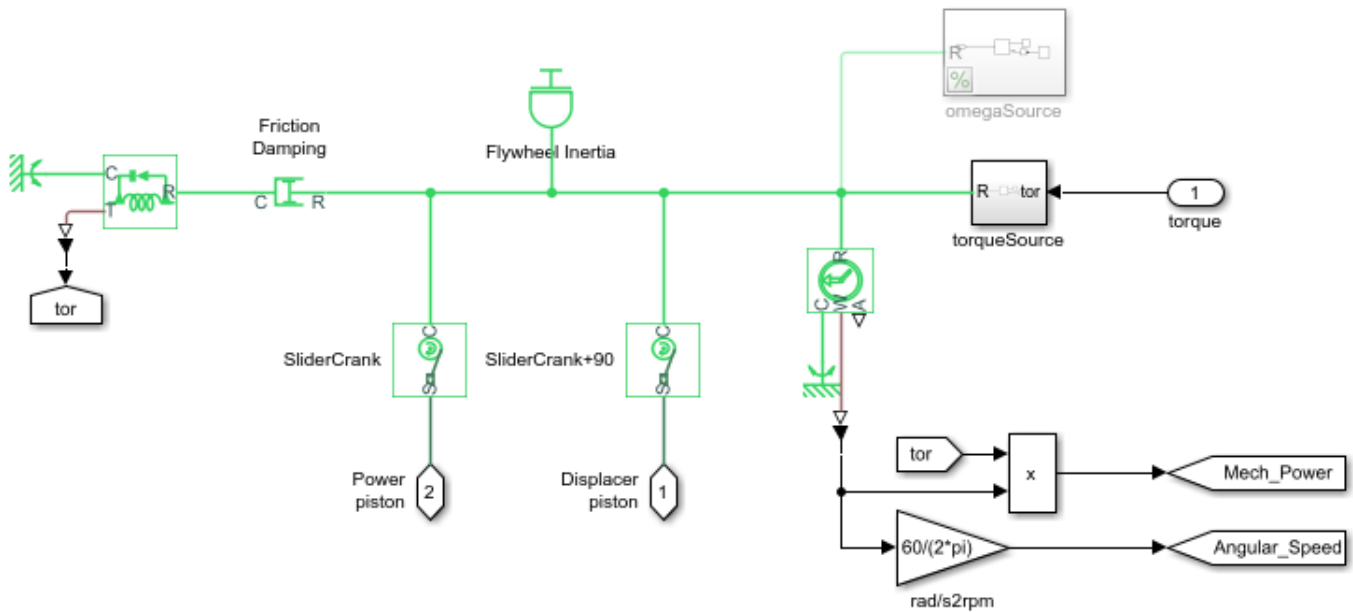 R
%
omegaSource
Friction
Damping
Flywheel Inertia
C
R
T
C
R
R
tor
1
torqueSource
torque
tor
R
C
W
A
C
C
SliderCrank
SliderCrank+90
S
S
Power
piston
2
Displacer
piston
1
tor
x
Mech_Power
60/(2*pi)
Angular_Speed
rad/s2rpm